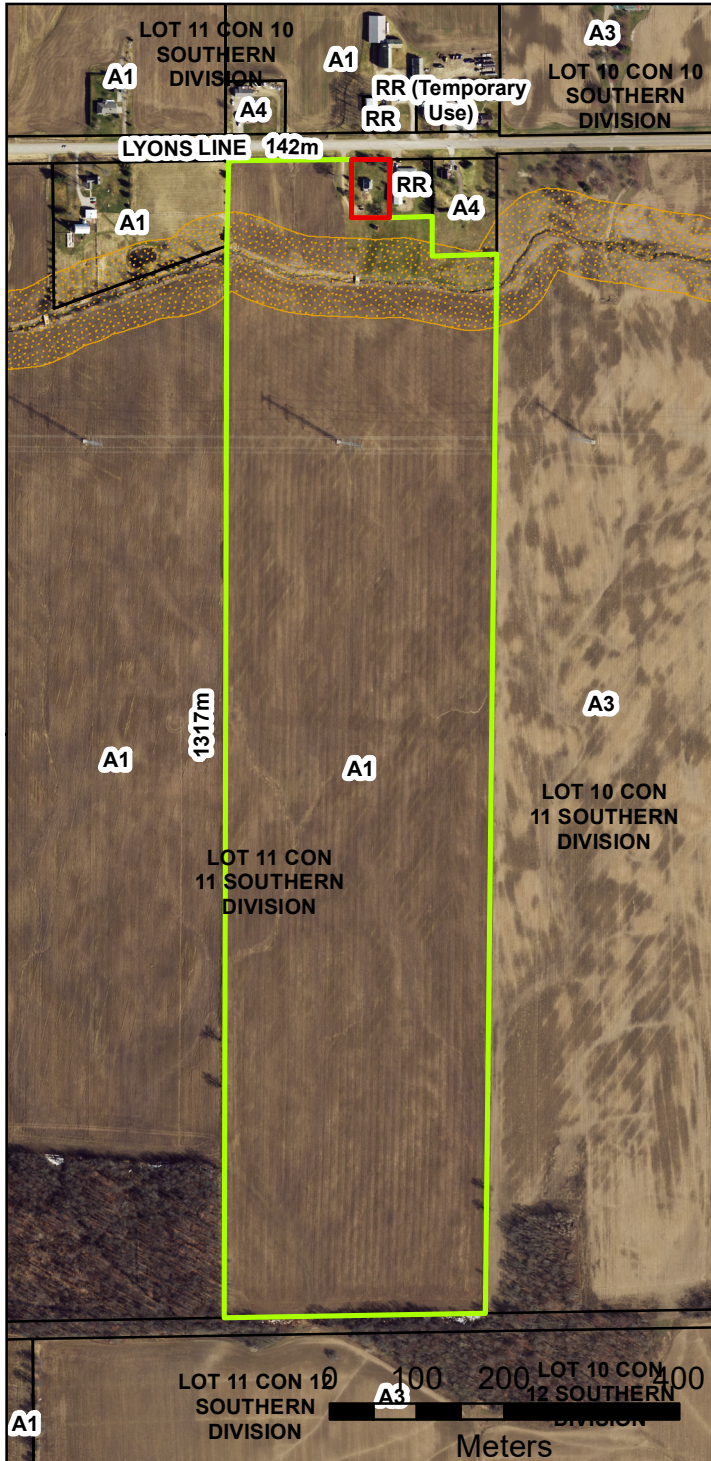 LOT 11 CON 10
SOUTHERN
DIVISION
A1
A1
A3
LOT 10 CON 10
SOUTHERN
DIVISION
RR (Temporary
Use)
A4
RR
LYONS LINE
142m
RR
A1
A4
A3
1317m
A1
A1
LOT 10 CON
11 SOUTHERN
DIVISION
LOT 11 CON
11 SOUTHERN
DIVISION
LOT 11 CON 12
SOUTHERN
DIVISION
A3
LOT 10 CON
12 SOUTHERN
DIVISION
A1
0 100 200 400
Meters